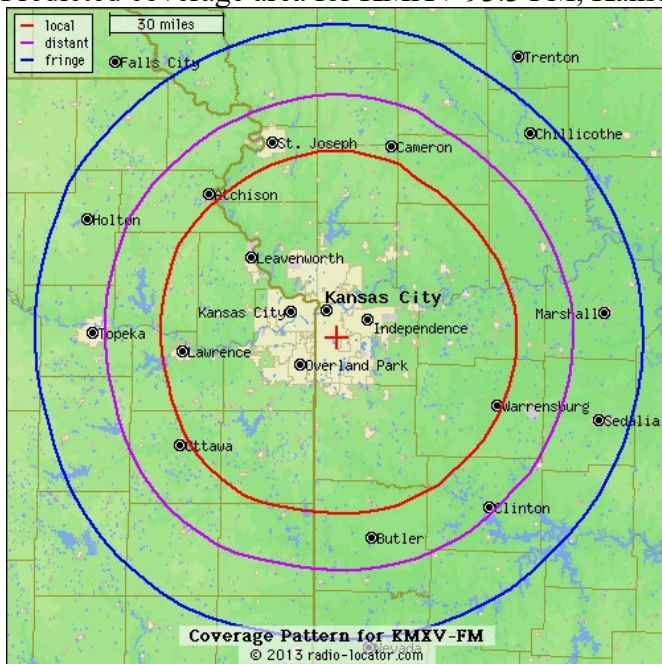 local
distant
fringe
30 miles
Falls City
Trenton
St. Joseph
Cameron
Chillicothe
Atchison
Holton
Leavenworth
Kansas City
Kansas City
Independence
Marshall
Topeka
Lawrence
Overland Park
Warrensburg
Sedalia
Ottawa
Clinton
Butler
Coverage Pattern for KMXV-FM
Nevada
© 2013 radio-locator.com